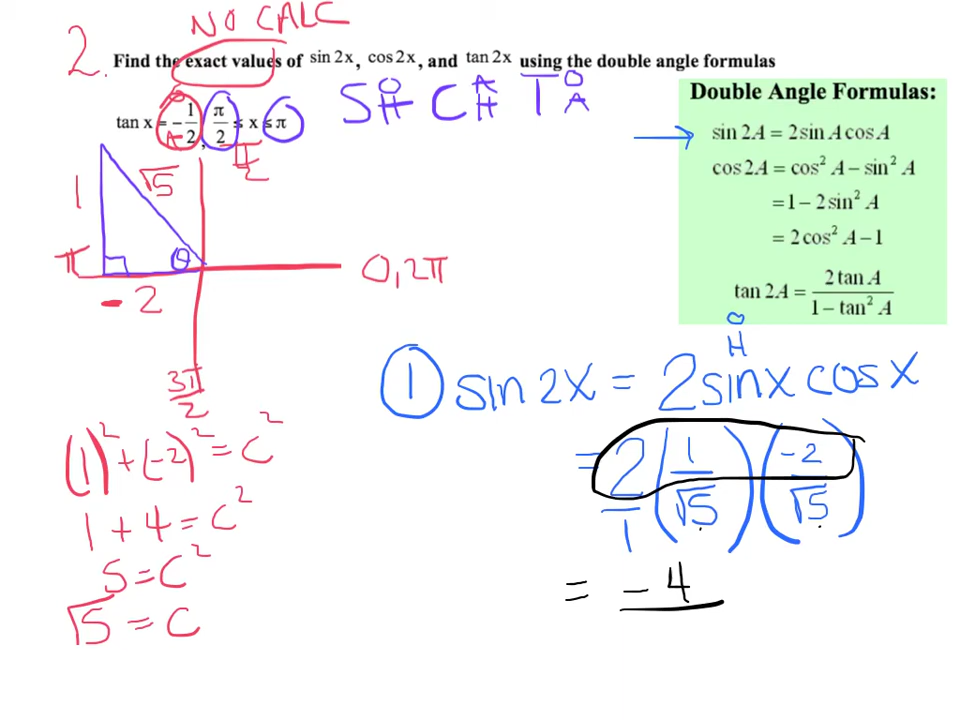 NO CALC
2. Find the exact values of sin 2x, cos 2x, and tan 2x using the double angle formulas
tan x = -1/2, π/2 ≤ x ≤ π
O A O
S H C H T A
A
II
1
√5
π
θ
-2
0, 2π
3π/2
(1)² + (-2)² = C²
1 + 4 = C²
5 = C²
√5 = C
Double Angle Formulas:
sin 2A = 2 sin A cos A
cos 2A = cos² A − sin² A
= 1 − 2 sin² A
= 2 cos² A − 1
tan 2A = 2 tan A / 1 − tan² A
O
H
① sin 2x = 2 sin x cos x
= 2/1 (1/√5) (-2/√5)
= -4